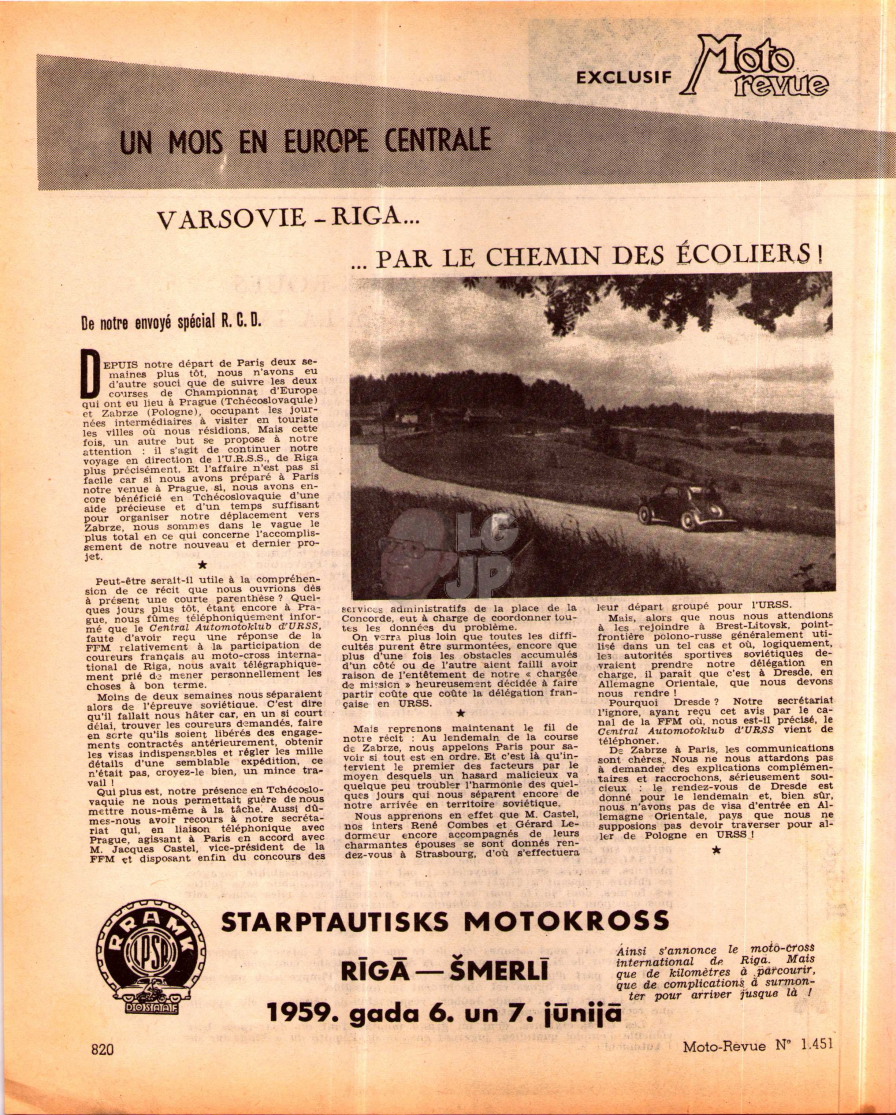 EXCLUSIF Moto revue
UN MOIS EN EUROPE CENTRALE
VARSOVIE – RIGA...
... PAR LE CHEMIN DES ÉCOLIERS !
De notre envoyé spécial R. C. D.
DEPUIS notre départ de Paris deux se-
maines plus tôt, nous n'avons eu
d'autre souci que de suivre les deux
courses de Championnat d'Europe
qui ont eu lieu à Prague (Tchécoslovaquie)
et Zabrze (Pologne), occupant les jour-
nées intermédiaires à visiter en touriste
les villes où nous résidions. Mais cette
fois, un autre but se propose à notre
attention : il s'agit de continuer notre
voyage en direction de l'U.R.S.S., de Riga
plus précisément. Et l'affaire n'est pas si
facile car si nous avons préparé à Paris
notre venue à Prague, si, nous avons en-
core bénéficié en Tchécoslovaquie d'une
aide précieuse et d'un temps suffisant
pour organiser notre déplacement vers
Zabrze, nous sommes dans le vague le
plus total en ce qui concerne l'accomplis-
sement de notre nouveau et dernier pro-
jet.
★
Peut-être serait-il utile à la compréhen-
sion de ce récit que nous ouvrions dès
à présent une courte parenthèse ? Quel-
ques jours plus tôt, étant encore à Pra-
gue, nous fûmes téléphoniquement infor-
mé que le Central Automotoklub d'URSS,
faute d'avoir reçu une réponse de la
FFM relativement à la participation de
coureurs français au moto-cross interna-
tional de Riga, nous avait télégraphique-
ment prié de mener personnellement les
choses à bon terme.
Moins de deux semaines nous séparaient
alors de l'épreuve soviétique. C'est dire
qu'il fallait nous hâter car, en un si court
délai, trouver les coureurs demandés, faire
en sorte qu'ils soient libérés des engage-
ments contractés antérieurement, obtenir
les visas indispensables et régler les mille
détails d'une semblable expédition, ce
n'était pas, croyez-le bien, un mince tra-
vail !
Qui plus est, notre présence en Tchécoslo-
vaquie ne nous permettait guère de nous
mettre nous-même à la tâche. Aussi dû-
mes-nous avoir recours à notre secréta-
riat qui, en liaison téléphonique avec
Prague, agissant à Paris en accord avec
M. Jacques Castel, vice-président de la
FFM et disposant enfin du concours des
services administratifs de la place de la
Concorde, eut à charge de coordonner tou-
tes les données du problème.
On verra plus loin que toutes les diffi-
cultés purent être surmontées, encore que
plus d'une fois les obstacles accumulés
d'un côté ou de l'autre aient failli avoir
raison de l'entêtement de notre « chargée
de mission » heureusement décidée à faire
partir coûte que coûte la délégation fran-
çaise en URSS.
★
Mais reprenons maintenant le fil de
notre récit : Au lendemain de la course
de Zabrze, nous appelons Paris pour sa-
voir si tout est en ordre. Et c'est là qu'in-
tervient le premier des facteurs par le
moyen desquels un hasard malicieux va
quelque peu troubler l'harmonie des quel-
ques jours qui nous séparent encore de
notre arrivée en territoire soviétique.
Nous apprenons en effet que M. Castel,
nos inters René Combes et Gérard Le-
dormeur encore accompagnés de leurs
charmantes épouses se sont donnés ren-
dez-vous à Strasbourg, d'où s'effectuera
leur départ groupé pour l'URSS.
Mais, alors que nous nous attendions
à les rejoindre à Brest-Litovsk, point-
frontière polono-russe généralement uti-
lisé dans un tel cas et où, logiquement,
les autorités sportives soviétiques de-
vraient prendre notre délégation en
charge, il parait que c'est à Dresde, en
Allemagne Orientale, que nous devons
nous rendre !
Pourquoi Dresde ? Notre secrétariat
l'ignore, ayant reçu cet avis par le ca-
nal de la FFM où, nous est-il précisé, le
Central Automotoklub d'URSS vient de
téléphoner.
De Zabrze à Paris, les communications
sont chères. Nous ne nous attardons pas
à demander des explications complémen-
taires et raccrochons, sérieusement sou-
cieux : le rendez-vous de Dresde est
donné pour le lendemain et, bien sûr,
nous n'avons pas de visa d'entrée en Al-
lemagne Orientale, pays que nous ne
supposions pas devoir traverser pour al-
ler de Pologne en URSS !
★
LG
JP
RRAMK
LPSR
DOSAAF
STARPTAUTISKS MOTOKROSS
RĪGĀ — ŠMERLĪ
1959. gada 6. un 7. jūnijā
Ainsi s'annonce le moto-cross
international de Riga. Mais
que de kilomètres à parcourir,
que de complications à surmon-
ter pour arriver jusque là !
820
Moto-Revue N° 1.451